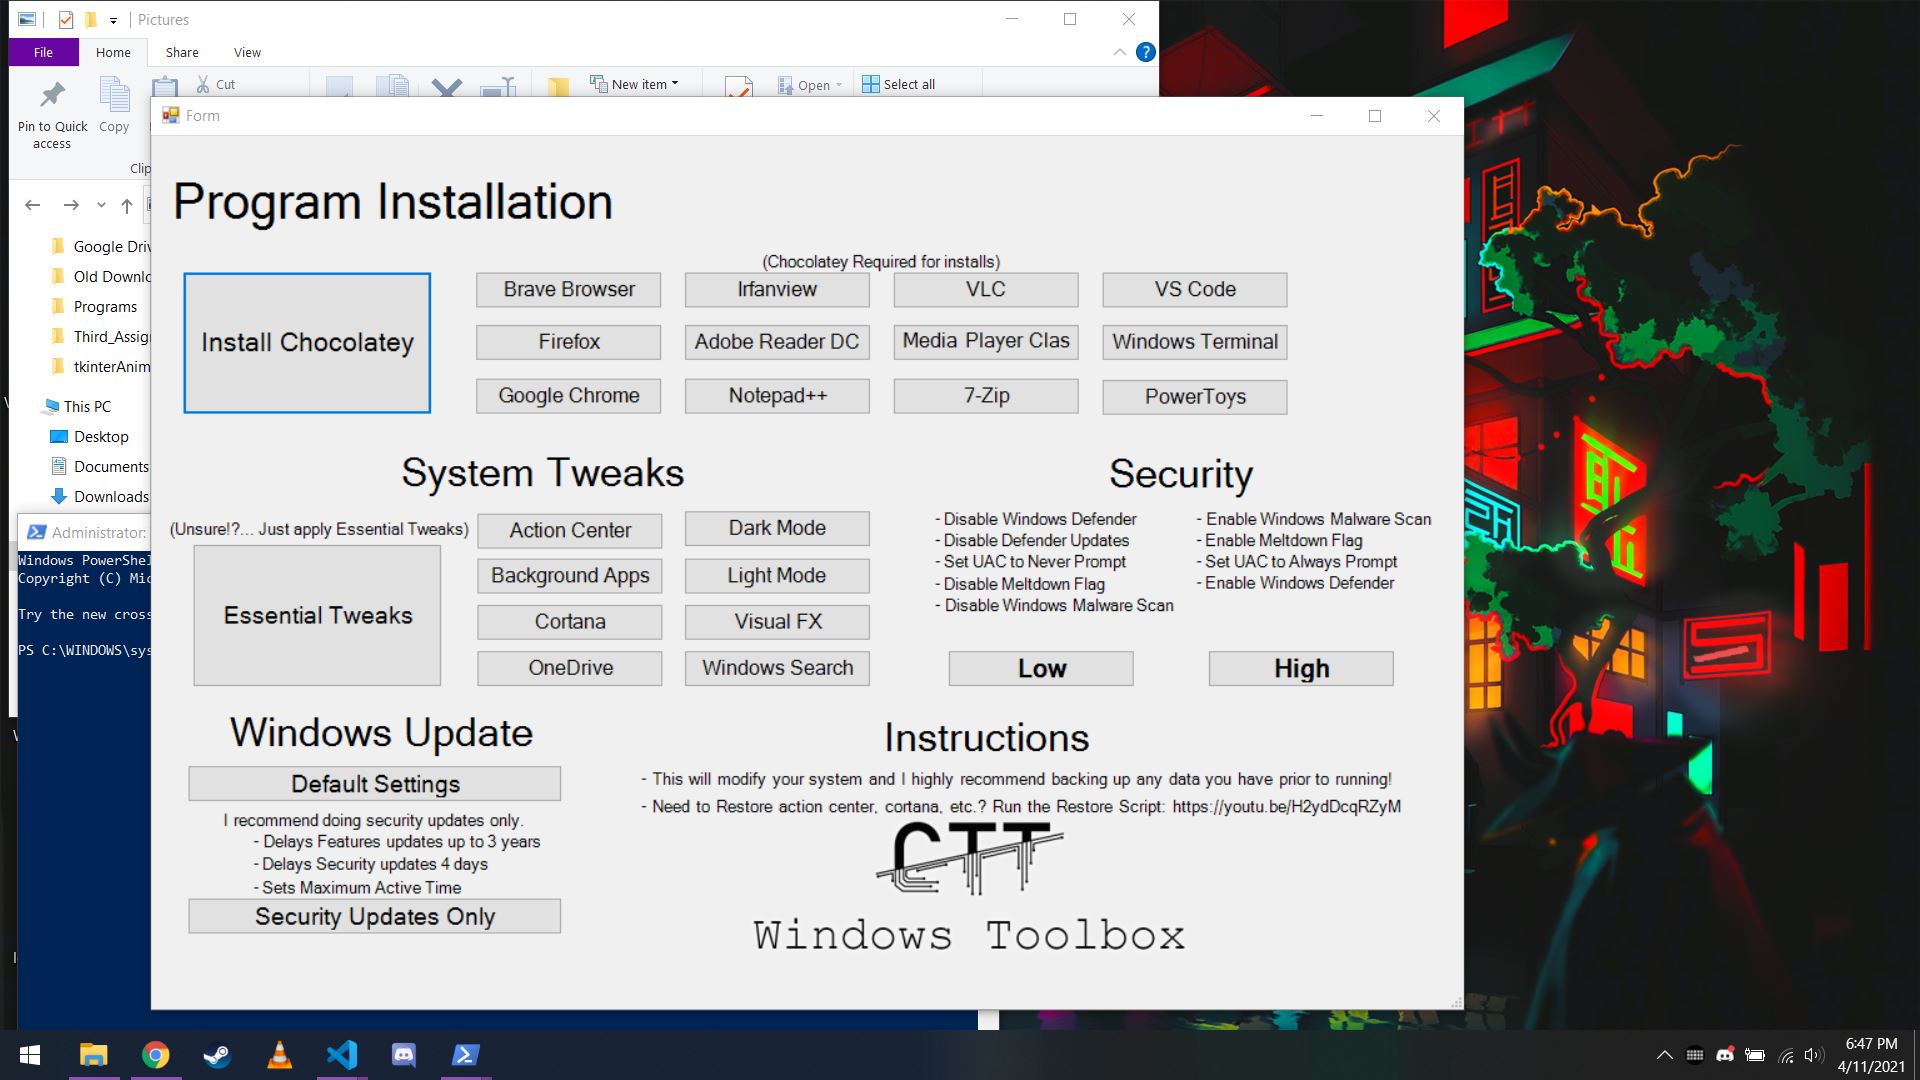 Pictures
File
Home
Share
View
Pin to Quick
access
Copy
Cut
New item
Open
Select all
Form
Program Installation
(Chocolatey Required for installs)
Install Chocolatey
Brave Browser
Irfanview
VLC
VS Code
Firefox
Adobe Reader DC
Media Player Clas
Windows Terminal
Google Chrome
Notepad++
7-Zip
PowerToys
Google Driv
Old Downlo
Programs
Third_Assig
tkinterAnim
This PC
Desktop
Documents
Downloads
System Tweaks
(Unsure!?... Just apply Essential Tweaks)
Essential Tweaks
Action Center
Dark Mode
Background Apps
Light Mode
Cortana
Visual FX
OneDrive
Windows Search
Security
- Disable Windows Defender
- Disable Defender Updates
- Set UAC to Never Prompt
- Disable Meltdown Flag
- Disable Windows Malware Scan
- Enable Windows Malware Scan
- Enable Meltdown Flag
- Set UAC to Always Prompt
- Enable Windows Defender
Low
High
Administrator:
Windows PowerShel
Copyright (C) Mic
Try the new cross
PS C:\WINDOWS\sys
Windows Update
Default Settings
I recommend doing security updates only.
- Delays Features updates up to 3 years
- Delays Security updates 4 days
- Sets Maximum Active Time
Security Updates Only
Instructions
- This will modify your system and I highly recommend backing up any data you have prior to running!
- Need to Restore action center, cortana, etc.? Run the Restore Script: https://youtu.be/H2ydDcqRZyM
CTT
Windows Toolbox
6:47 PM
4/11/2021